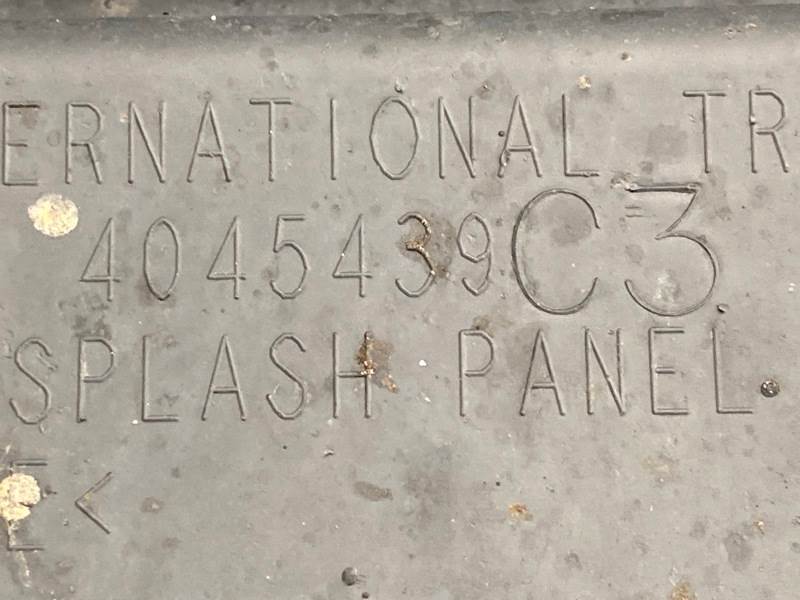 ERNATIONAL TR
4045439C3
SPLASH PANEL
E<